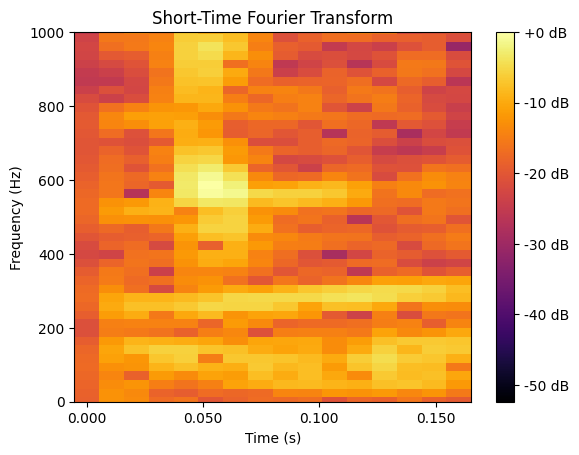 Short-Time Fourier Transform
1000
800
600
400
200
0
Frequency (Hz)
0.000
0.050
0.100
0.150
Time (s)
+0 dB
-10 dB
-20 dB
-30 dB
-40 dB
-50 dB